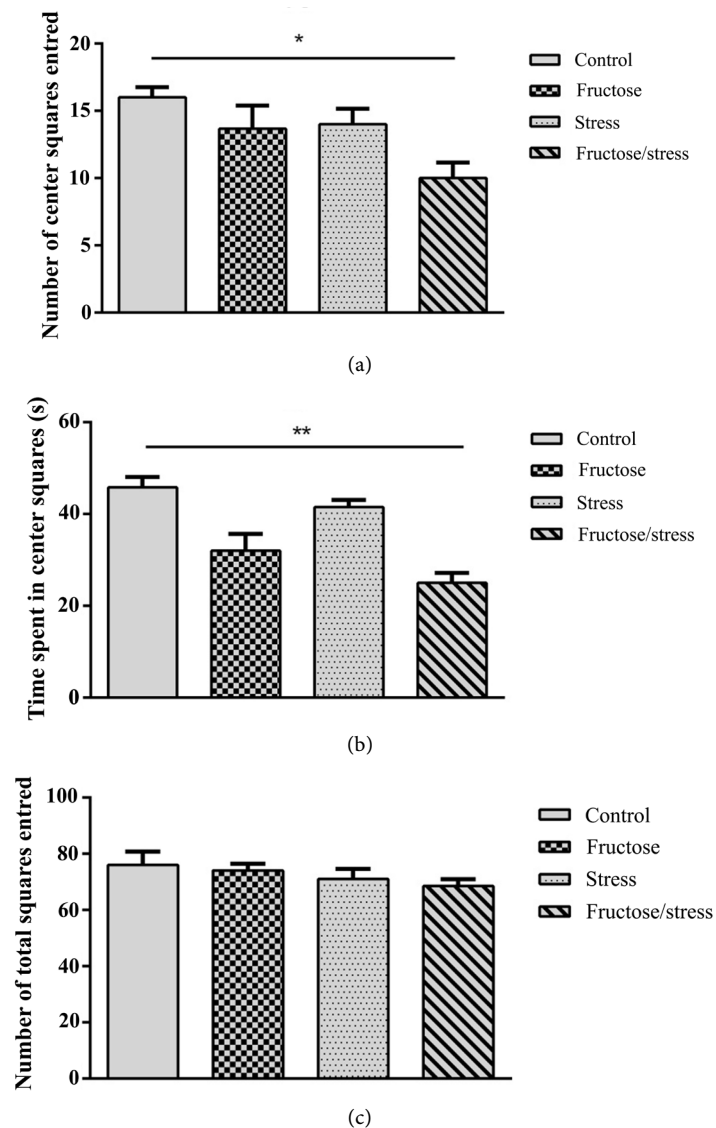 Number of center squares entred
20
15
10
5
0
*
Control
Fructose
Stress
Fructose/stress
(a)
Time spent in center squares (s)
60
40
20
0
**
Control
Fructose
Stress
Fructose/stress
(b)
Number of total squares entred
100
80
60
40
20
0
Control
Fructose
Stress
Fructose/stress
(c)